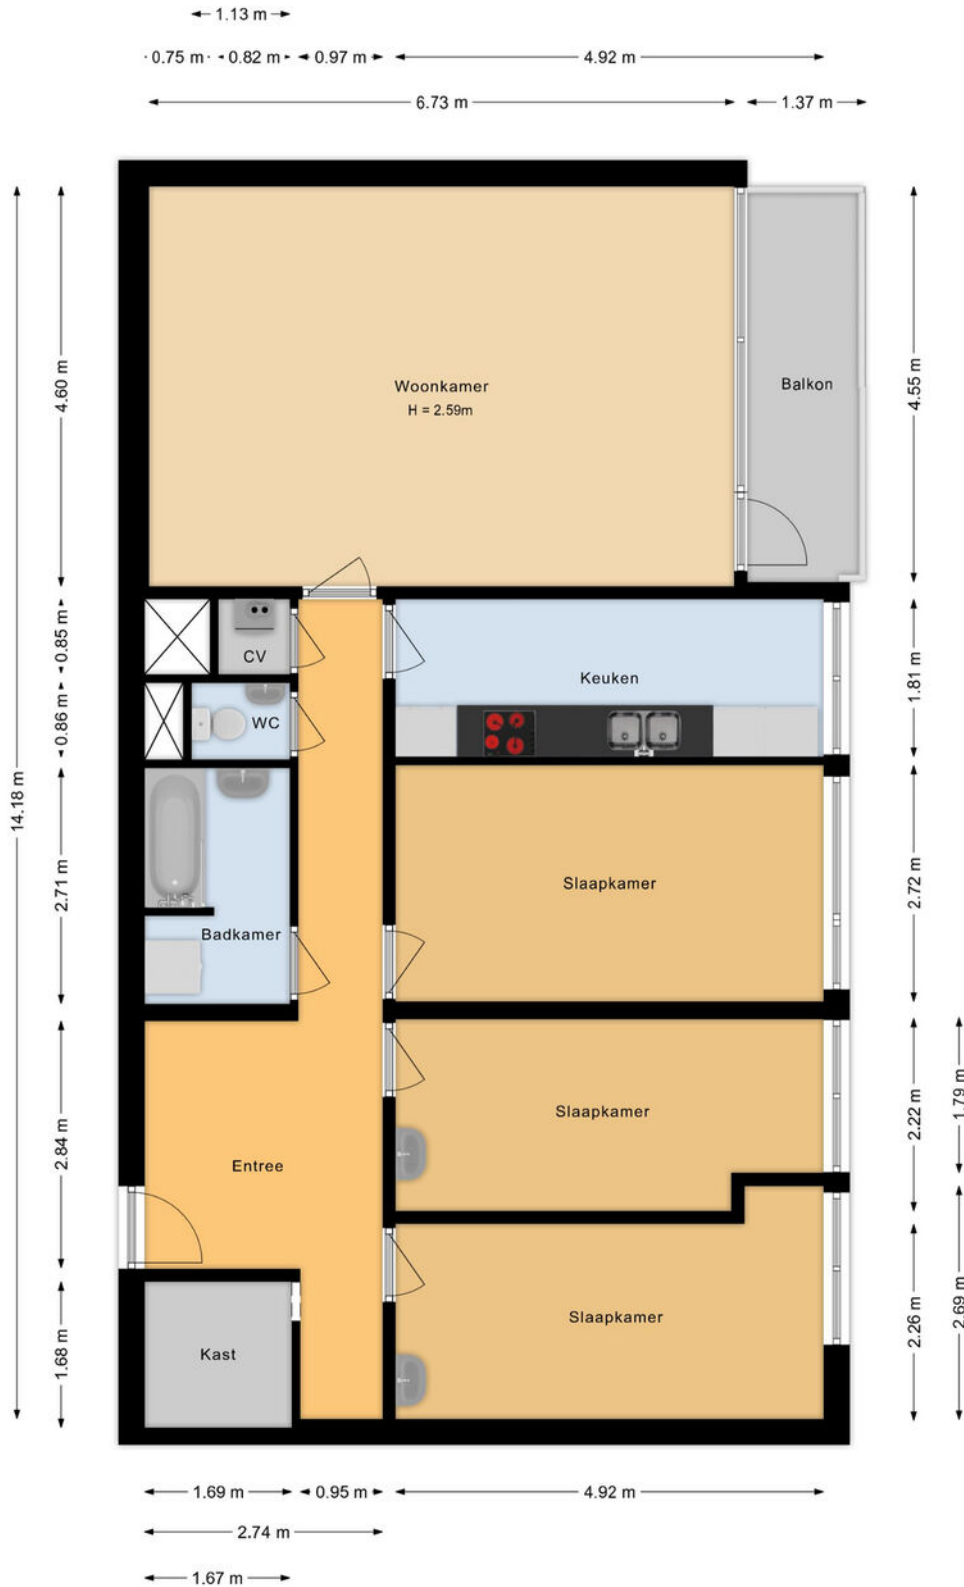 1.13 m
0.75 m
0.82 m
0.97 m
4.92 m
6.73 m
1.37 m
14.18 m
4.60 m
Woonkamer
H = 2.59m
Balkon
4.55 m
0.85 m
CV
Keuken
1.81 m
0.86 m
WC
2.71 m
Slaapkamer
2.72 m
Badkamer
2.84 m
Slaapkamer
2.22 m
1.79 m
Entree
1.68 m
Kast
Slaapkamer
2.26 m
2.69 m
1.69 m
0.95 m
4.92 m
2.74 m
1.67 m